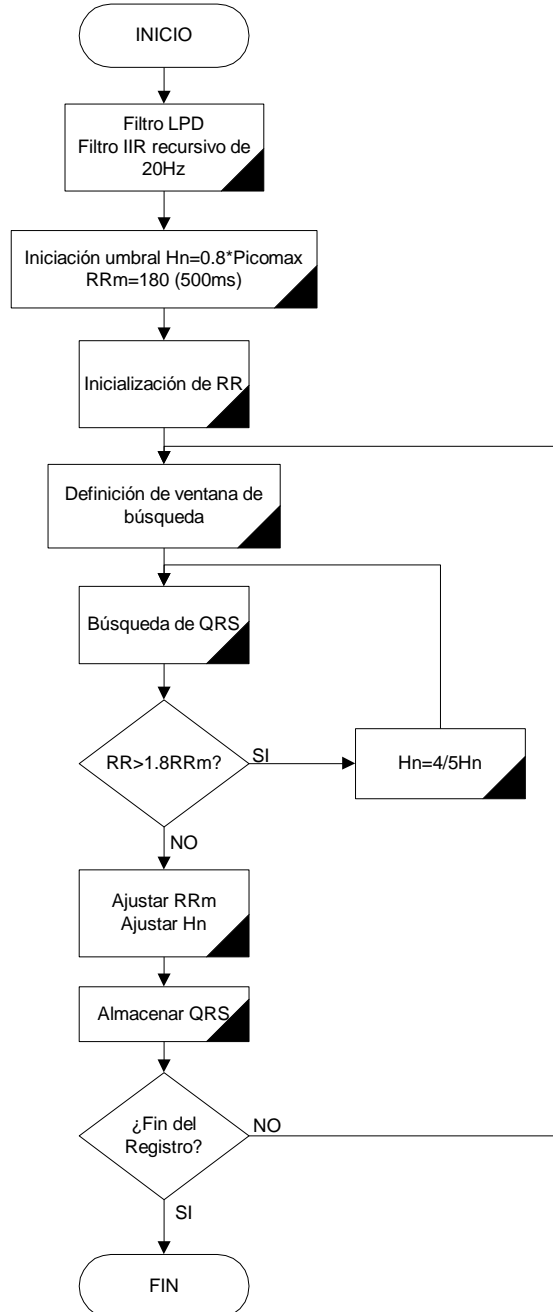 INICIO
Filtro LPD
Filtro IIR recursivo de
20Hz
Iniciación umbral Hn=0.8*Picomax
RRm=180 (500ms)
Inicialización de RR
Definición de ventana de
búsqueda
Búsqueda de QRS
RR>1.8RRm?
SI
Hn=4/5Hn
NO
Ajustar RRm
Ajustar Hn
Almacenar QRS
¿Fin del
Registro?
NO
SI
FIN